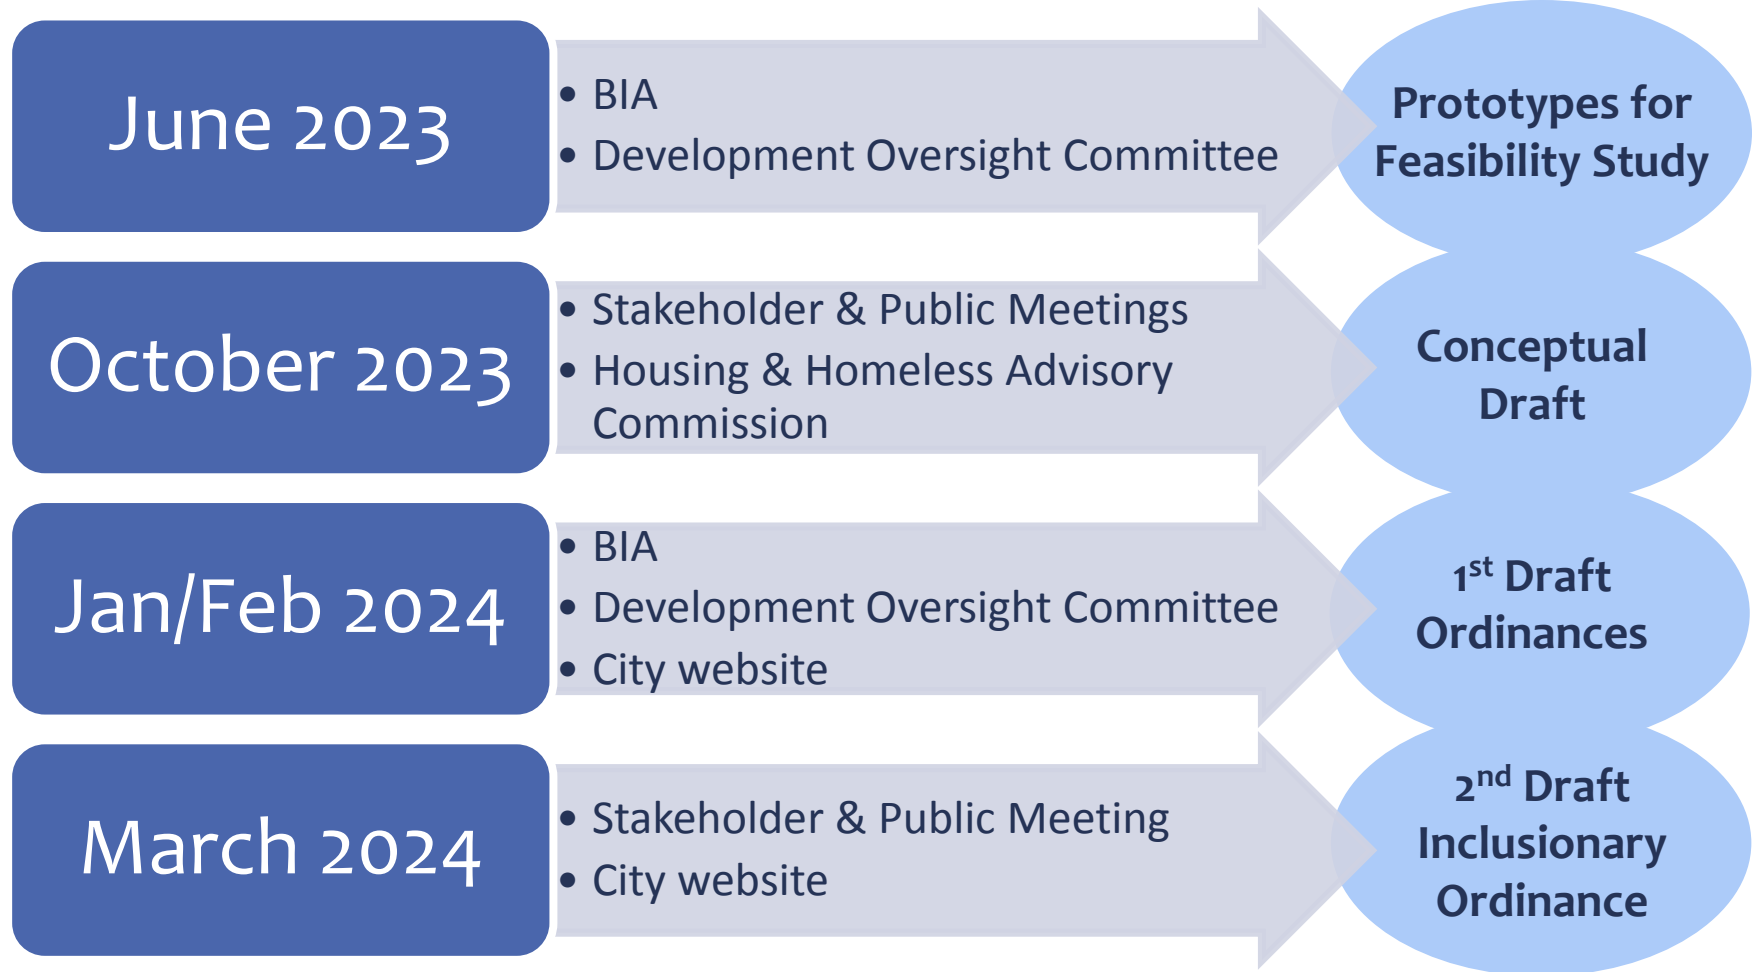 June 2023
• BIA
• Development Oversight Committee
Prototypes for
Feasibility Study
October 2023
• Stakeholder & Public Meetings
• Housing & Homeless Advisory
Commission
Conceptual
Draft
Jan/Feb 2024
• BIA
• Development Oversight Committee
• City website
1st Draft
Ordinances
March 2024
• Stakeholder & Public Meeting
• City website
2nd Draft
Inclusionary
Ordinance